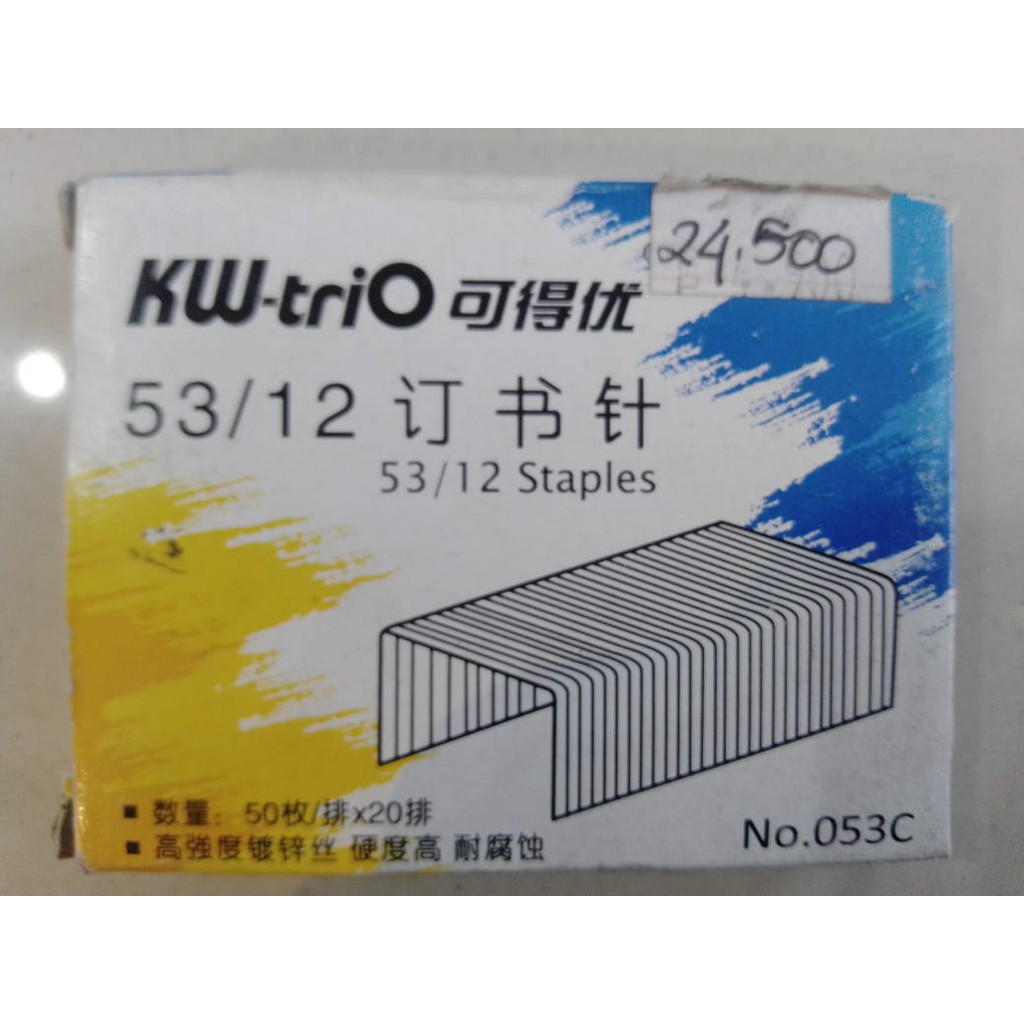 24.500
KW-triO 可得优
53/12 订书针
53/12 Staples
▪ 数量: 50枚/排x20排
▪ 高强度镀锌丝 硬度高 耐腐蚀
No.053C